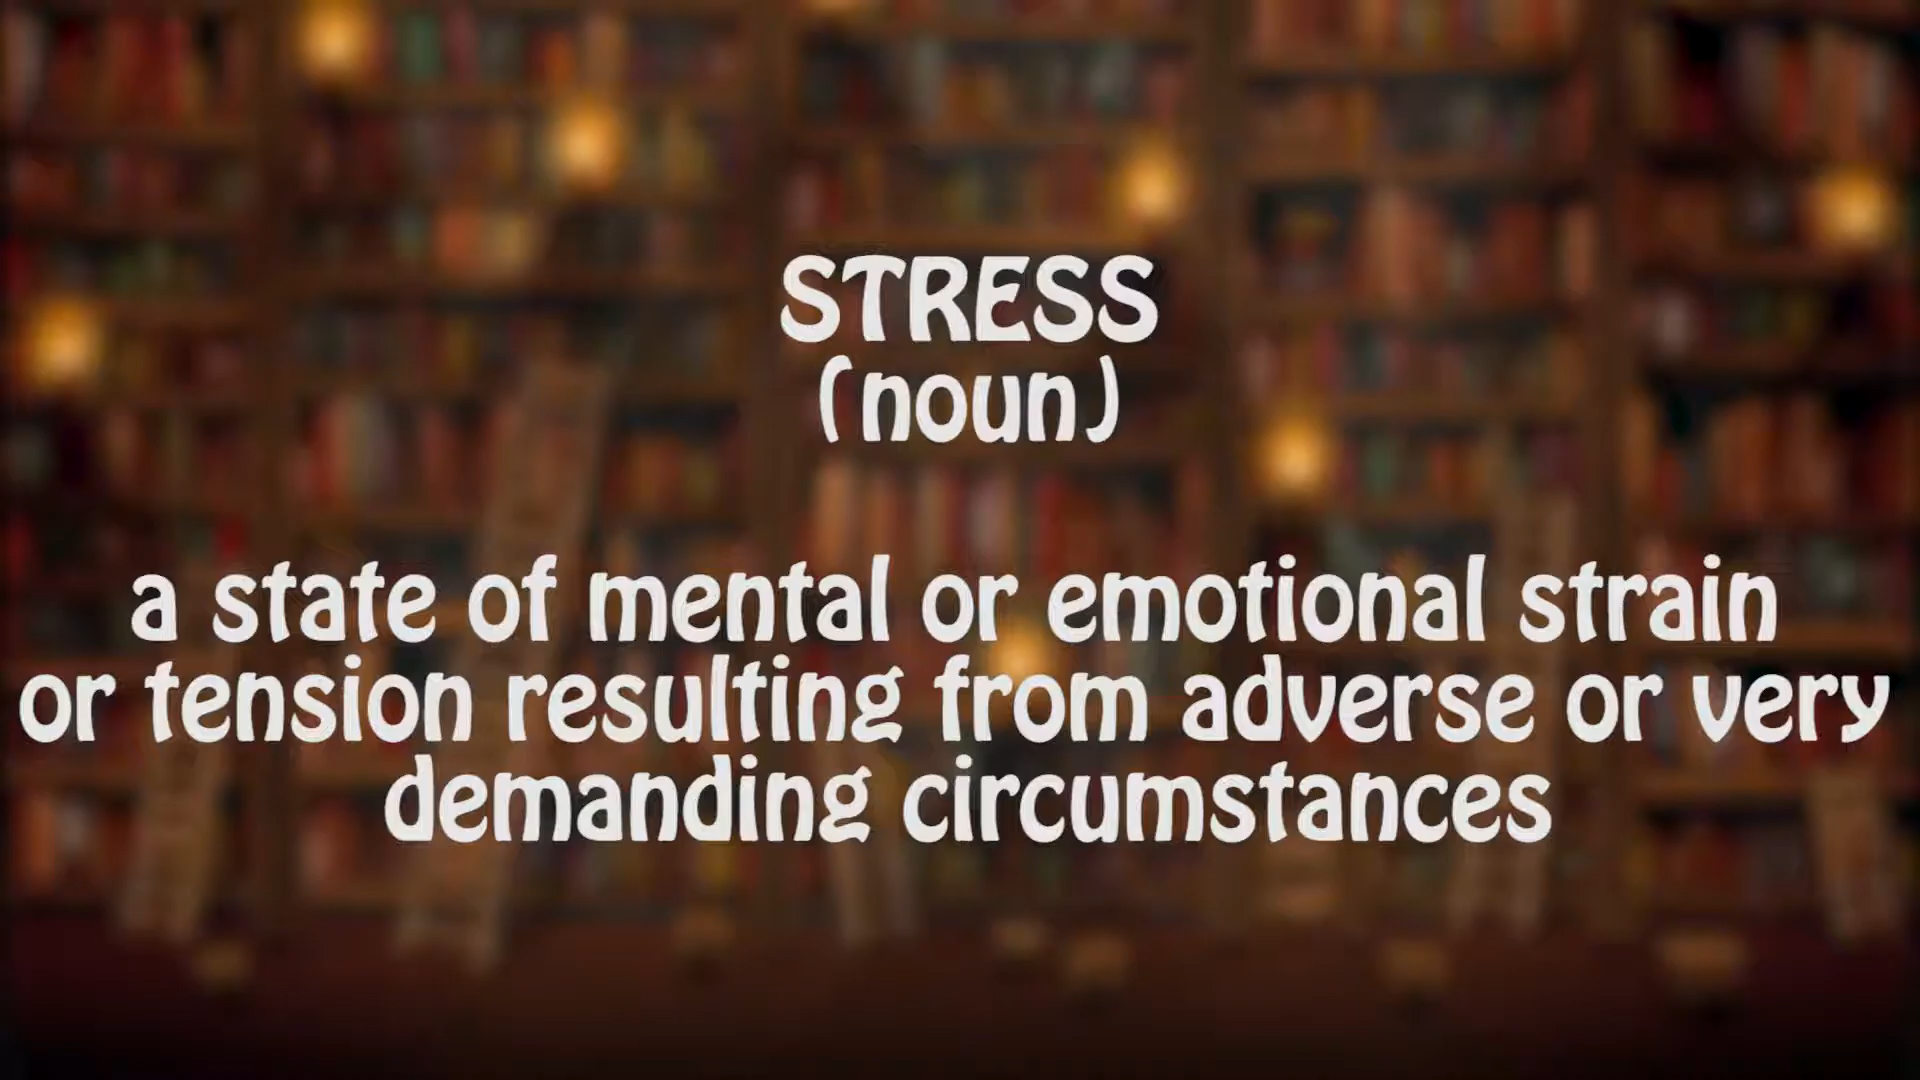 STRESS
(noun)
a state of mental or emotional strain
or tension resulting from adverse or very
demanding circumstances